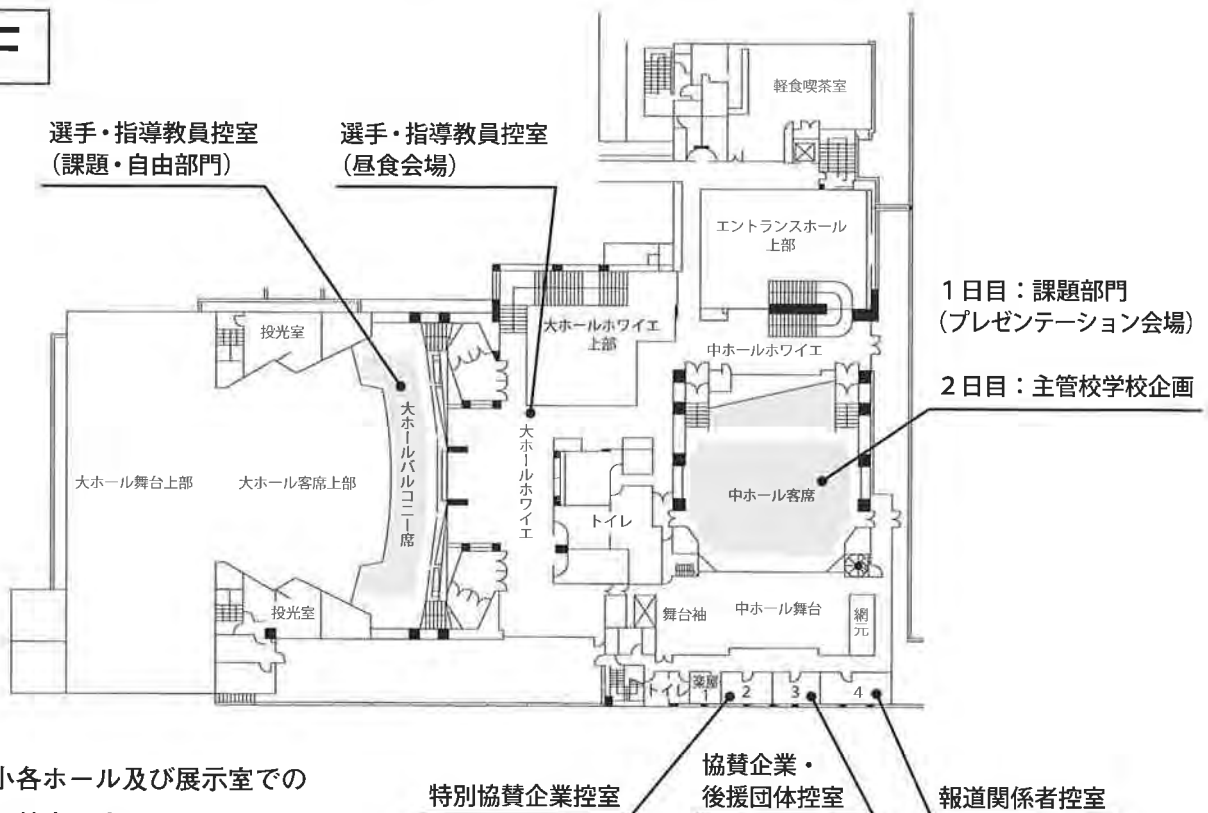 選手・指導教員控室
（課題・自由部門）
選手・指導教員控室
（昼食会場）
軽食喫茶室
エントランスホール
上部
1日目：課題部門
（プレゼンテーション会場）
2日目：主管校学校企画
投光室
大ホールホワイエ
上部
中ホールホワイエ
大ホール舞台上部
大ホール客席上部
大ホールバルコニー席
大ホールホワイエ
トイレ
中ホール客席
投光室
舞台袖
中ホール舞台
網元
トイレ
楽屋
1
2
3
4
小各ホール及び展示室での
特別協賛企業控室
協賛企業・
後援団体控室
報道関係者控室